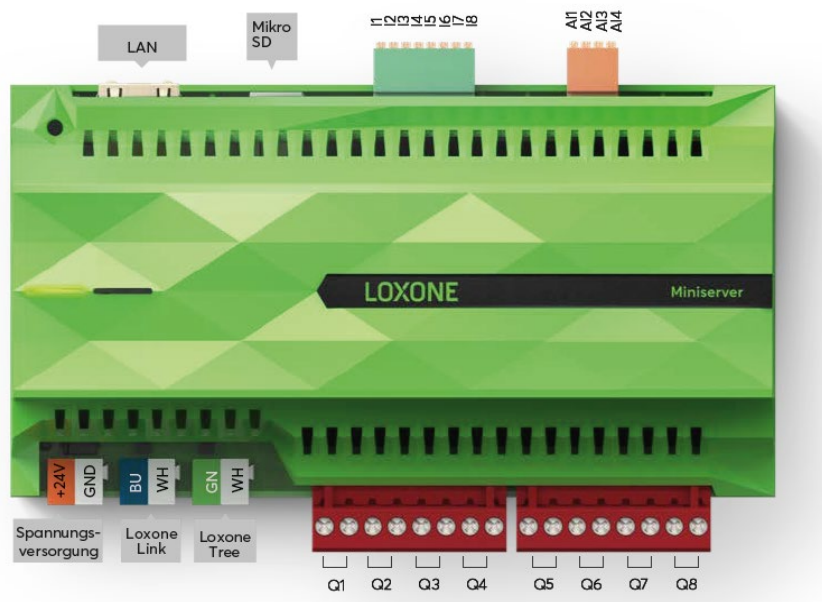 LAN
Mikro
SD
I1
I2
I3
I4
I5
I6
I7
I8
AI1
AI2
AI3
AI4
LOXONE
Miniserver
+24V
GND
BU
WH
GN
WH
Spannungs-
versorgung
Loxone
Link
Loxone
Tree
Q1 Q2 Q3 Q4 Q5 Q6 Q7 Q8